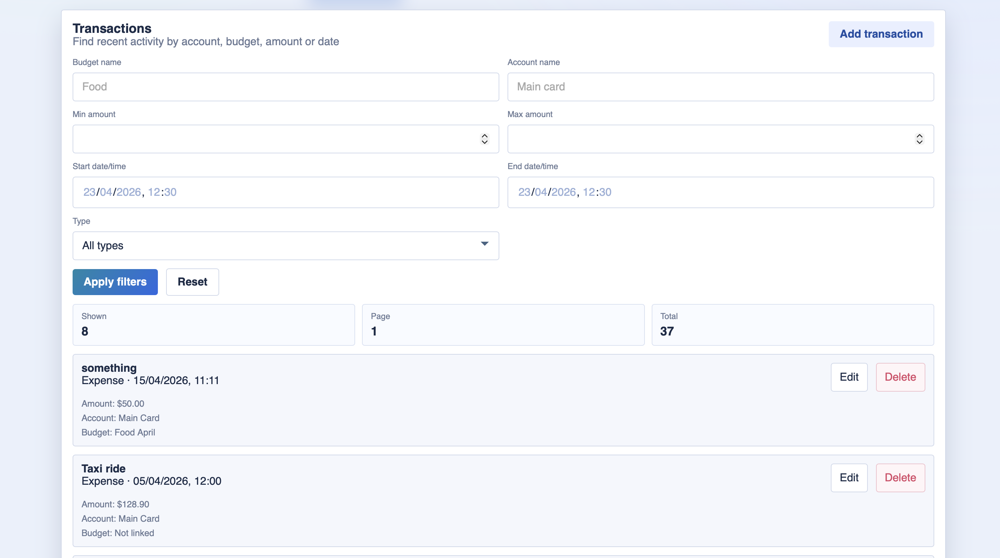 Transactions
Find recent activity by account, budget, amount or date
Add transaction
Budget name
Account name
Food
Main card
Min amount
Max amount
Start date/time
End date/time
23/04/2026, 12:30
23/04/2026, 12:30
Type
All types
Apply filters
Reset
Shown
8
Page
1
Total
37
something
Expense · 15/04/2026, 11:11
Edit
Delete
Amount: $50.00
Account: Main Card
Budget: Food April
Taxi ride
Expense · 05/04/2026, 12:00
Edit
Delete
Amount: $128.90
Account: Main Card
Budget: Not linked